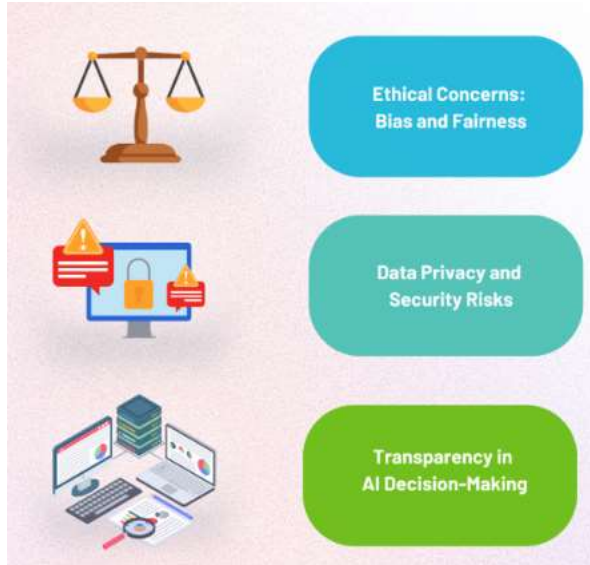 Ethical Concerns:
Bias and Fairness
Data Privacy and
Security Risks
Transparency in
AI Decision-Making